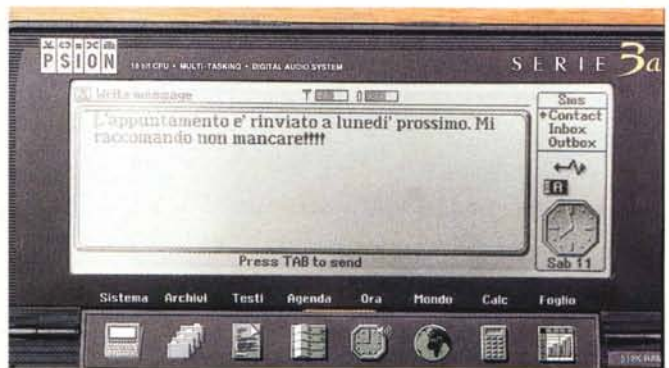 PSION 16 bit CPU • MULTI-TASKING • DIGITAL AUDIO SYSTEM SERIE 3a
Write message T 0
L'appuntamento e' rinviato a lunedi' prossimo. Mi
raccomando non mancare!!!!
Press TAB to send
Sms
Contact
Inbox
Outbox
A
Sab 11
Sistema Archivi Testi Agenda Ora Mondo Calc Foglio